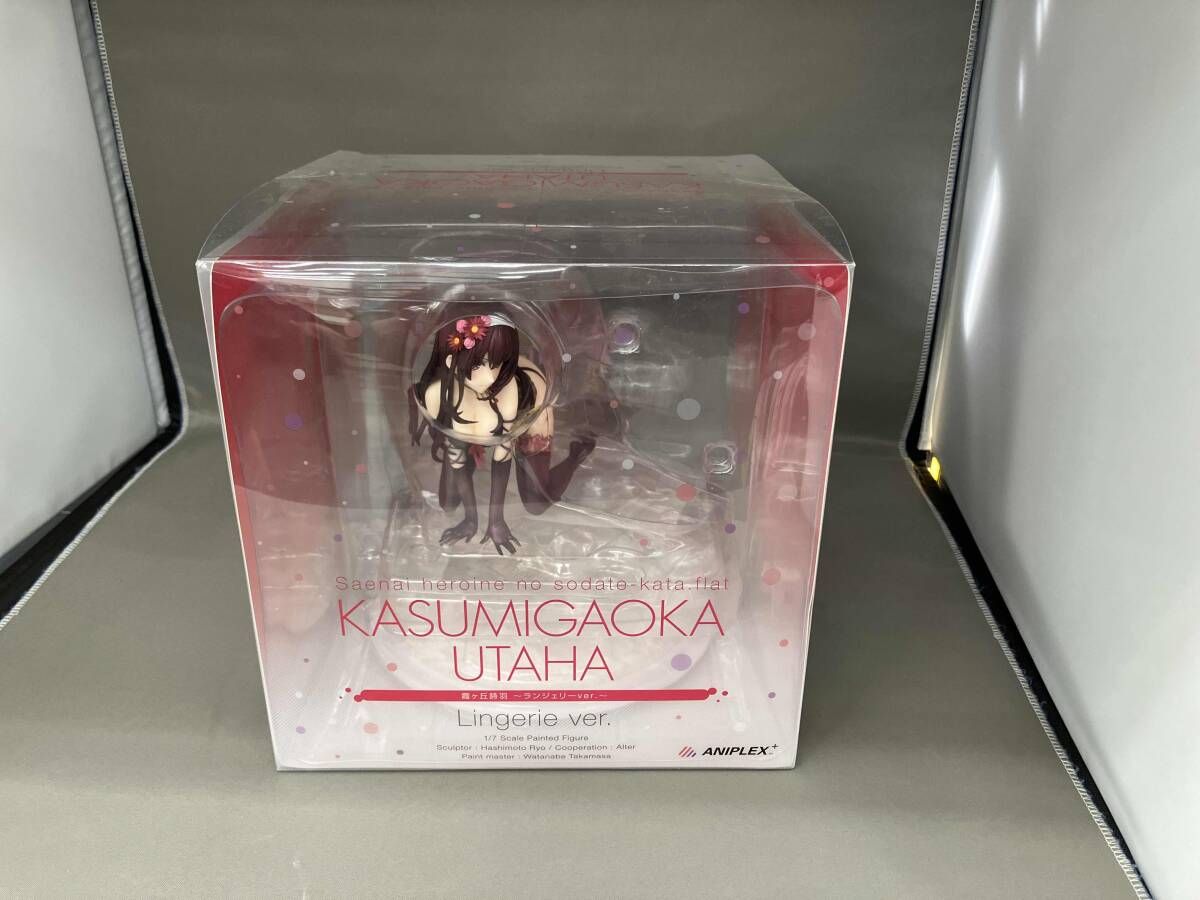 KASUMIGAOKA
UTAHA
Saenai heroine no sodate-kata.flat
KASUMIGAOKA
UTAHA
霞ヶ丘詩羽 ～ランジェリーver.～
Lingerie ver.
1/7 Scale Painted Figure
Sculptor : Hashimoto Ryo / Cooperation : Alter
Paint master : Watanabe Takamasa
ANIPLEX+